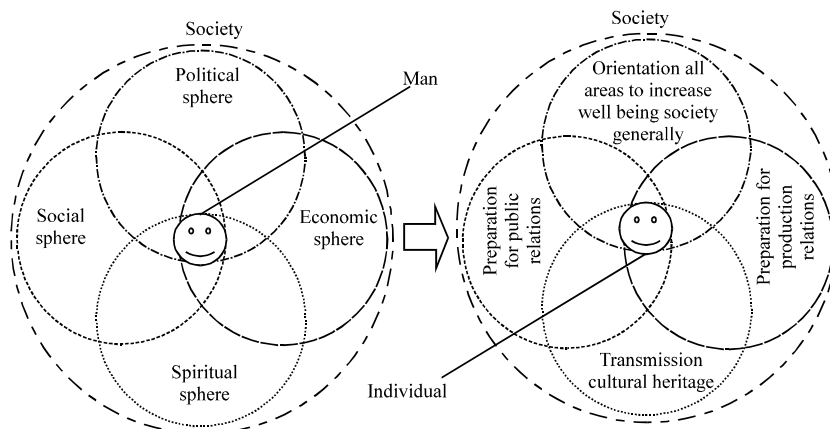 Society
Political
sphere
Man
Social
sphere
Economic
sphere
Spiritual
sphere
Society
Orientation all
areas to increase
well being society
generally
Preparation
for public
relations
Preparation for
production
relations
Transmission
cultural heritage
Individual